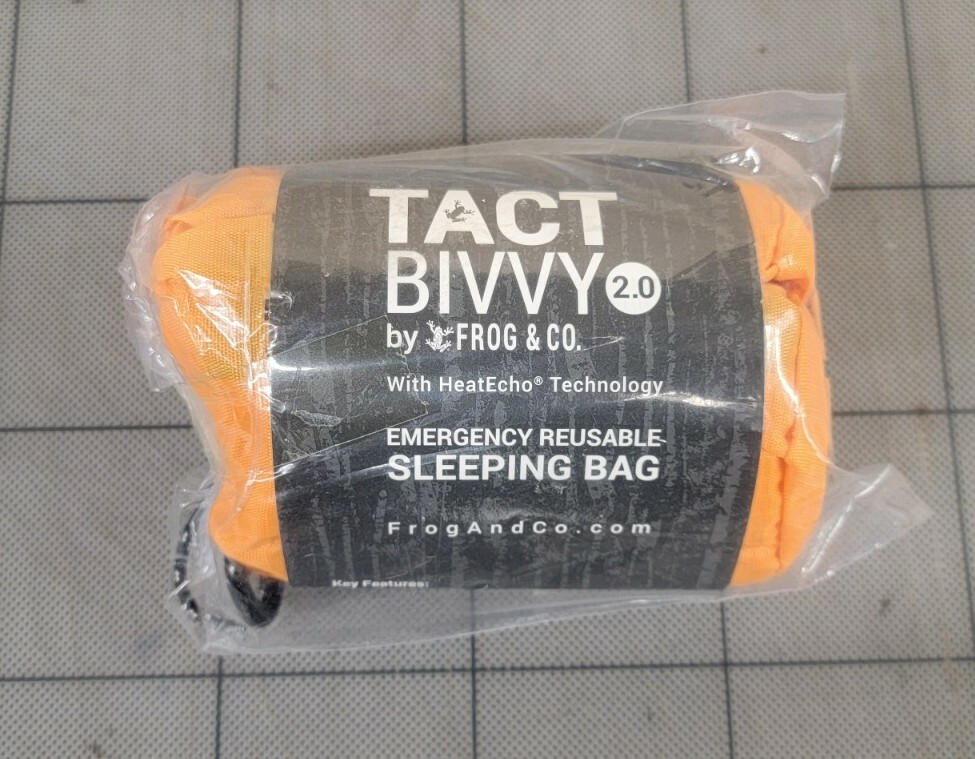 TACT
BIVVY 2.0
by FROG & CO.
With HeatEcho® Technology
EMERGENCY REUSABLE
SLEEPING BAG
FrogAndCo.com
Key Features: